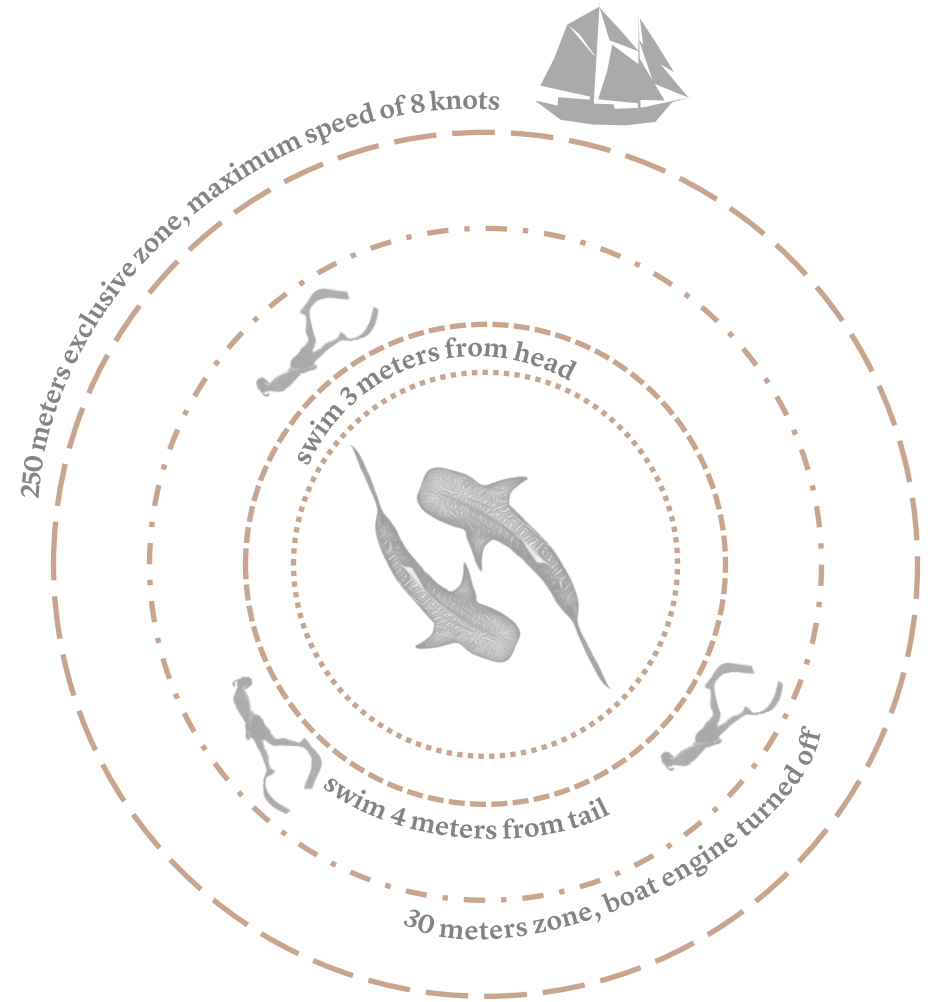 250 meters exclusive zone, maximum speed of 8 knots
swim 3 meters from head
swim 4 meters from tail
30 meters zone, boat engine turned off